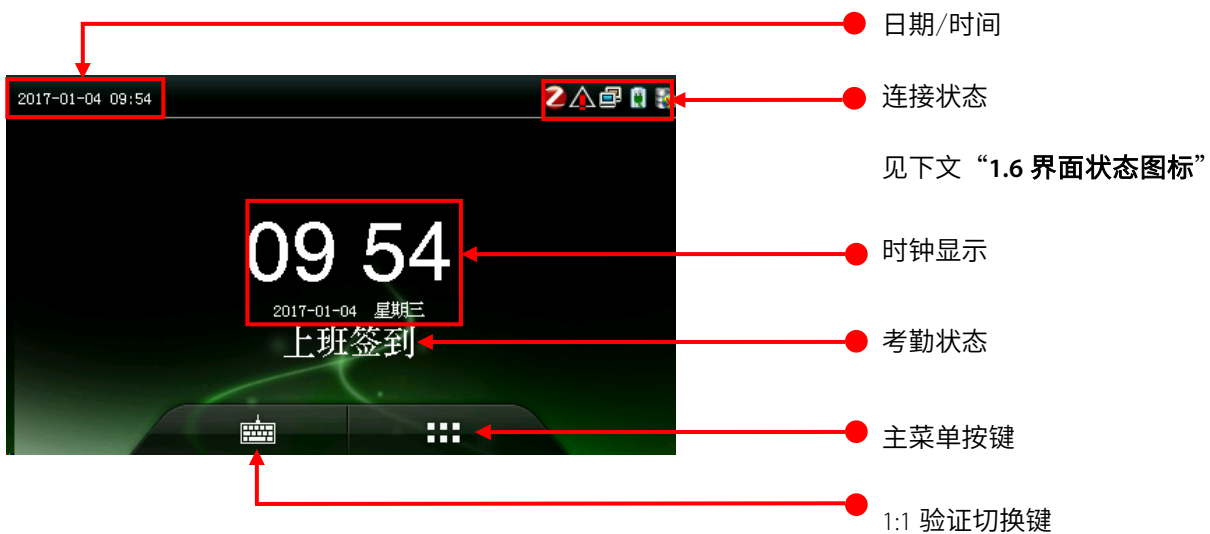 日期/时间
2017-01-04 09:54
连接状态
见下文“1.6 界面状态图标”
09 54
时钟显示
2017-01-04 星期三
上班签到
考勤状态
主菜单按键
1:1 验证切换键